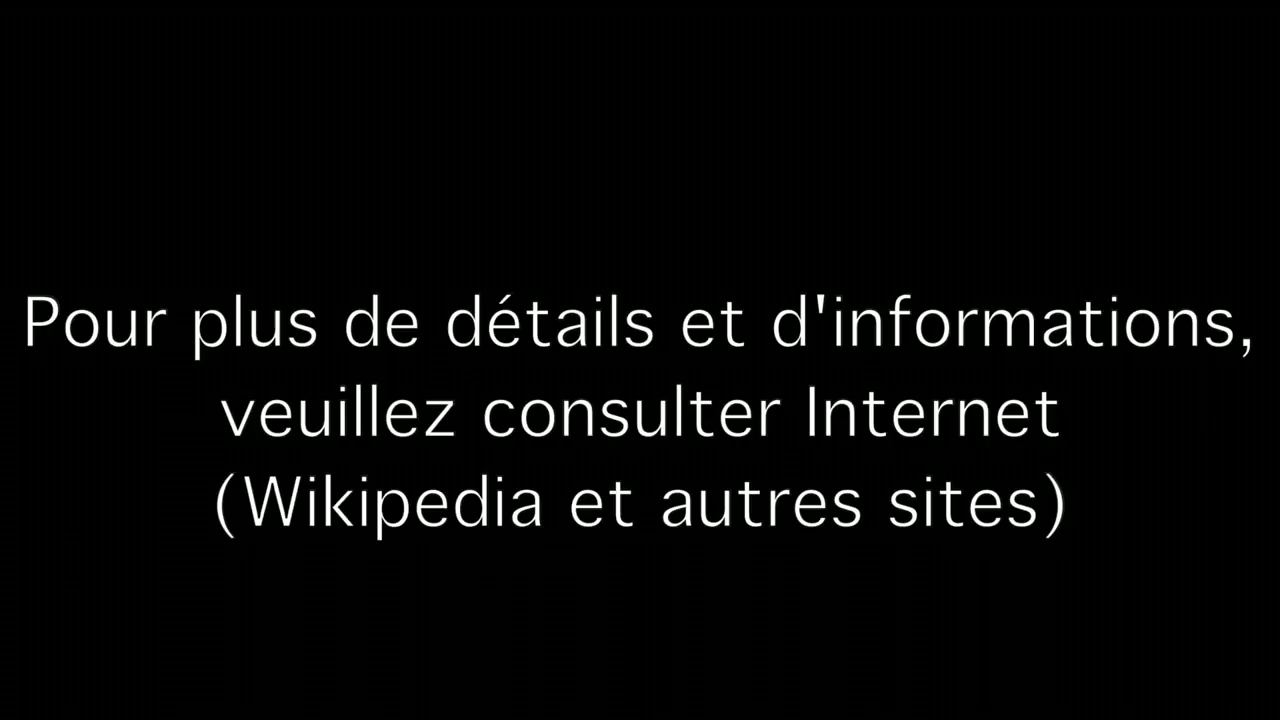 Pour plus de détails et d'informations,
veuillez consulter Internet
(Wikipedia et autres sites)